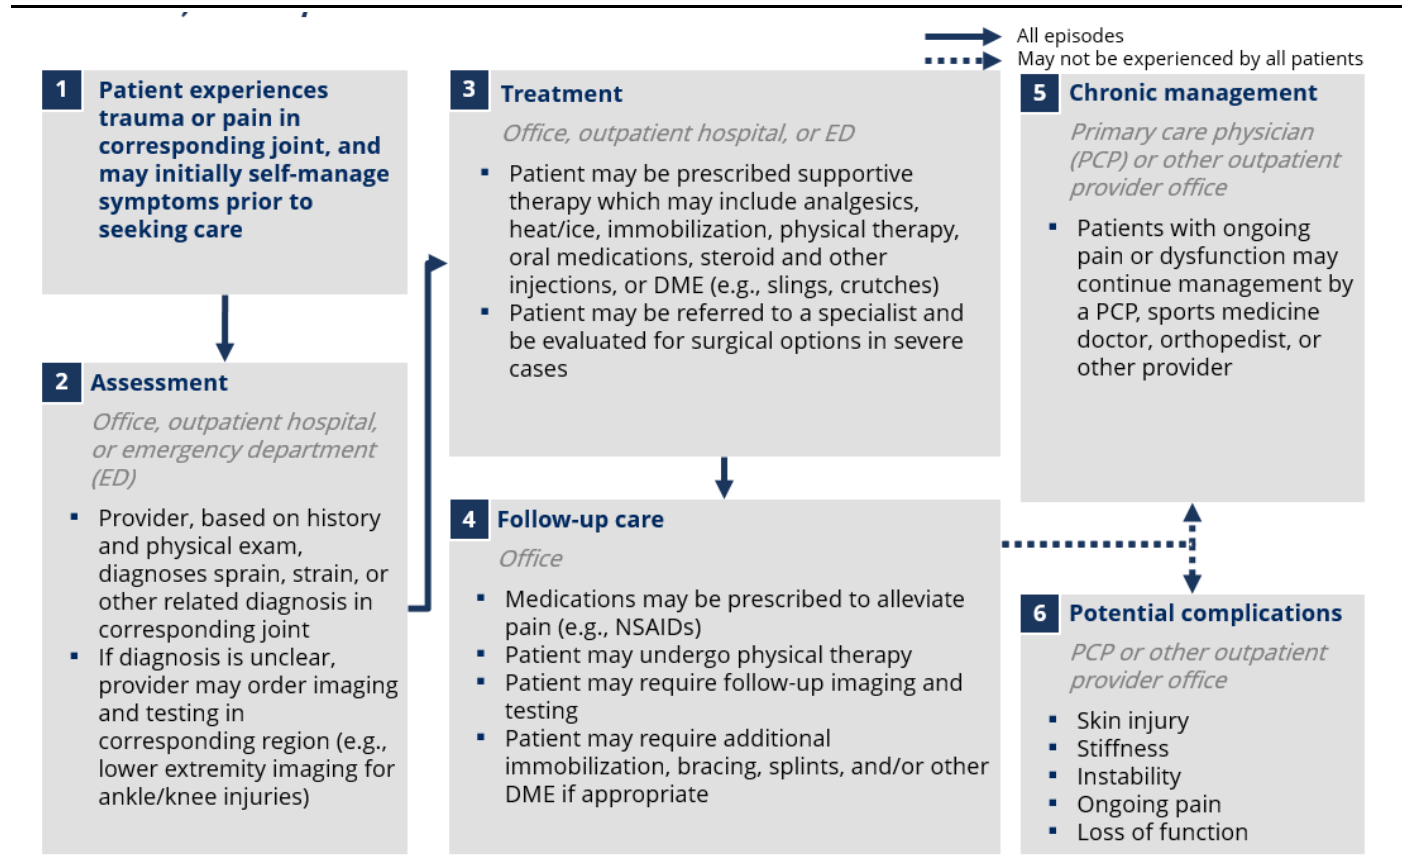 All episodes
May not be experienced by all patients
1
Patient experiences
trauma or pain in
corresponding joint, and
may initially self-manage
symptoms prior to
seeking care
2
Assessment
Office, outpatient hospital,
or emergency department
(ED)
▪ Provider, based on history
and physical exam,
diagnoses sprain, strain, or
other related diagnosis in
corresponding joint
▪ If diagnosis is unclear,
provider may order imaging
and testing in
corresponding region (e.g.,
lower extremity imaging for
ankle/knee injuries)
3
Treatment
Office, outpatient hospital, or ED
▪ Patient may be prescribed supportive
therapy which may include analgesics,
heat/ice, immobilization, physical therapy,
oral medications, steroid and other
injections, or DME (e.g., slings, crutches)
▪ Patient may be referred to a specialist and
be evaluated for surgical options in severe
cases
4
Follow-up care
Office
▪ Medications may be prescribed to alleviate
pain (e.g., NSAIDs)
▪ Patient may undergo physical therapy
▪ Patient may require follow-up imaging and
testing
▪ Patient may require additional
immobilization, bracing, splints, and/or other
DME if appropriate
5
Chronic management
Primary care physician
(PCP) or other outpatient
provider office
▪ Patients with ongoing
pain or dysfunction may
continue management by
a PCP, sports medicine
doctor, orthopedist, or
other provider
6
Potential complications
PCP or other outpatient
provider office
▪ Skin injury
▪ Stiffness
▪ Instability
▪ Ongoing pain
▪ Loss of function